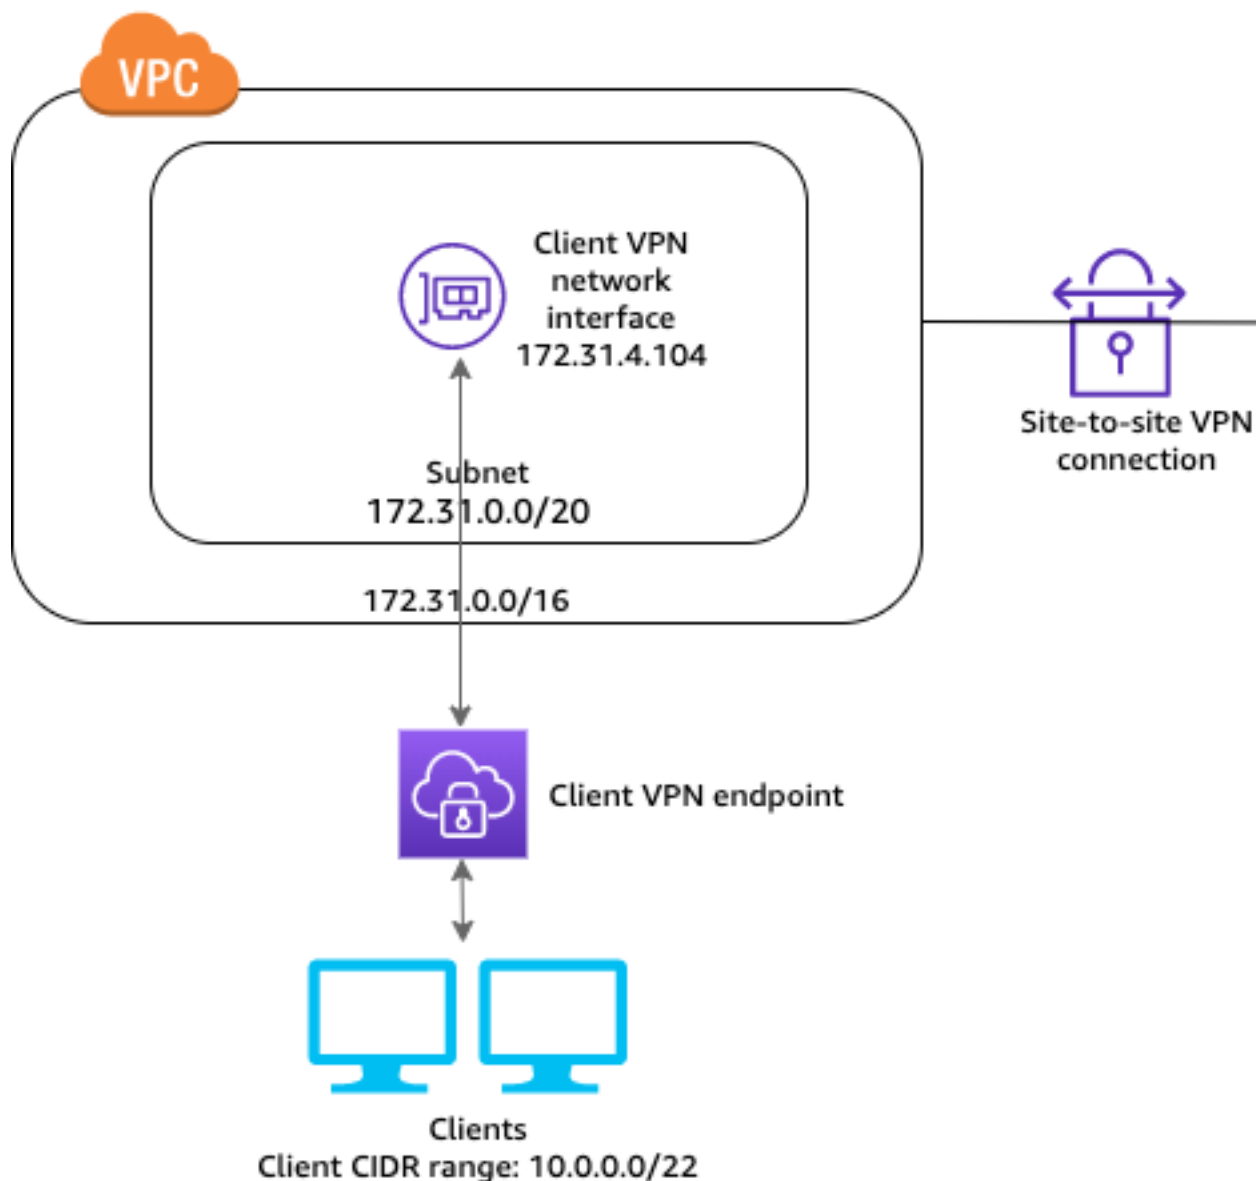 VPC
Client VPN
network
interface
172.31.4.104
Subnet
172.31.0.0/20
172.31.0.0/16
Site-to-site VPN
connection
Client VPN endpoint
Clients
Client CIDR range: 10.0.0.0/22